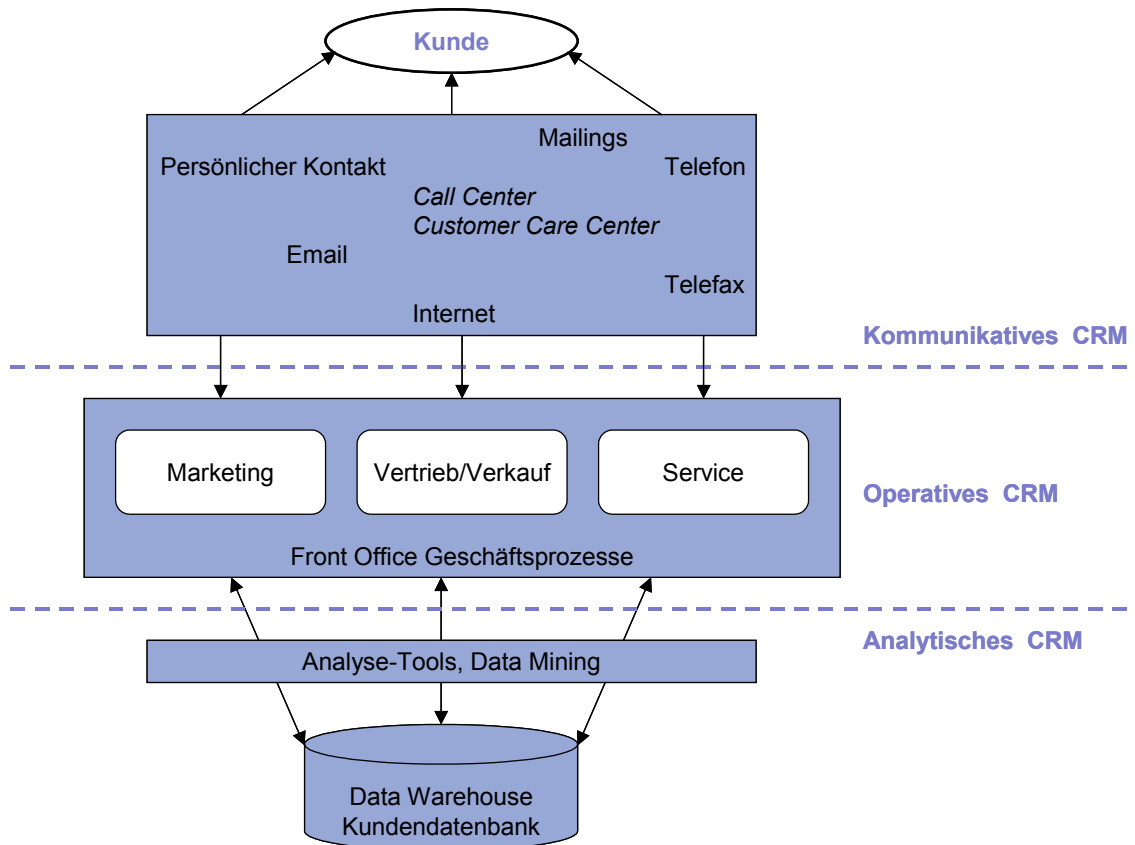 Kunde
Mailings
Persönlicher Kontakt
Telefon
Call Center
Customer Care Center
Email
Telefax
Internet
Kommunikatives CRM
Marketing
Vertrieb/Verkauf
Service
Operatives CRM
Front Office Geschäftsprozesse
Analytisches CRM
Analyse-Tools, Data Mining
Data Warehouse
Kundendatenbank